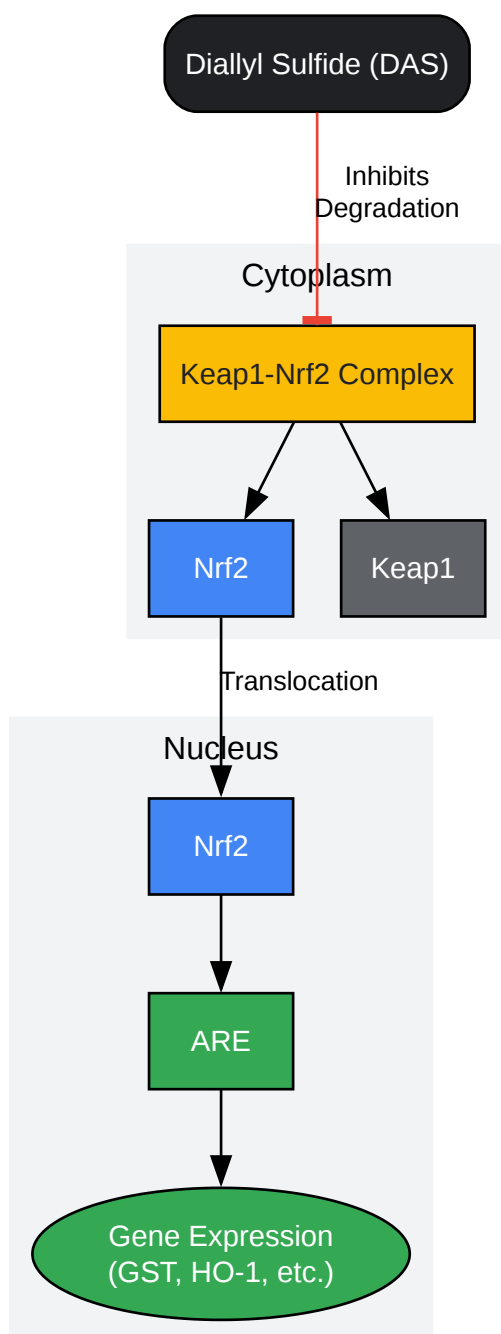 Diallyl Sulfide (DAS)
Inhibits
Degradation
Cytoplasm
Keap1-Nrf2 Complex
Nrf2
Keap1
Translocation
Nucleus
Nrf2
ARE
Gene Expression
(GST, HO-1, etc.)